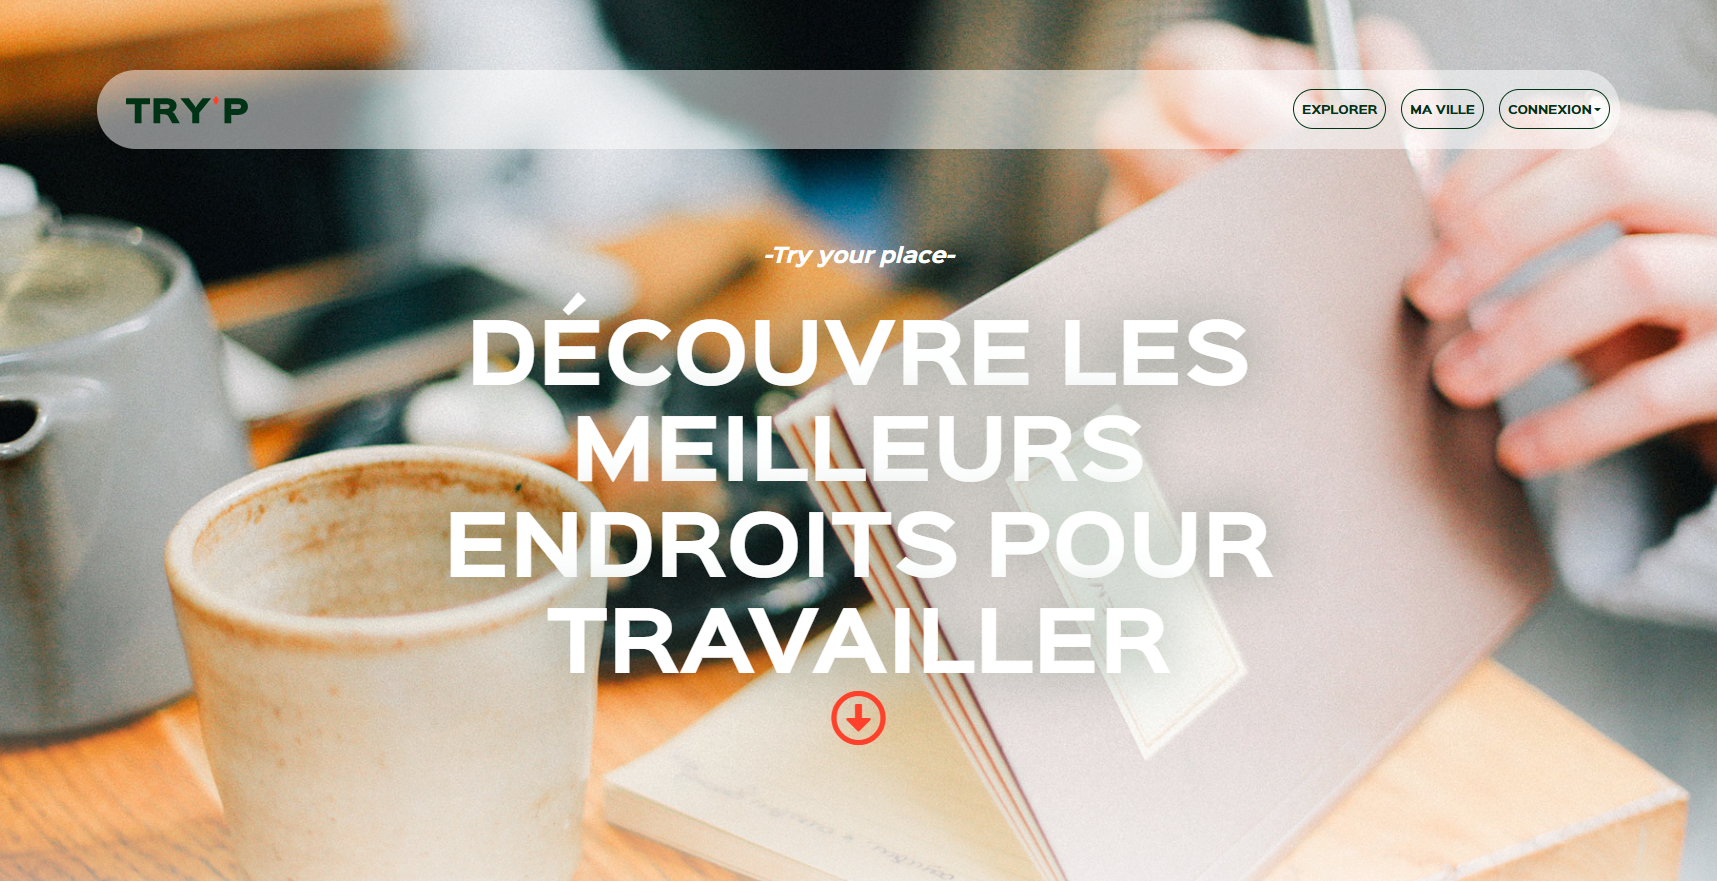 TRY'P
EXPLORER
MA VILLE
CONNEXION
-Try your place-
DÉCOUVRE LES
MEILLEURS
ENDROITS POUR
TRAVAILLER